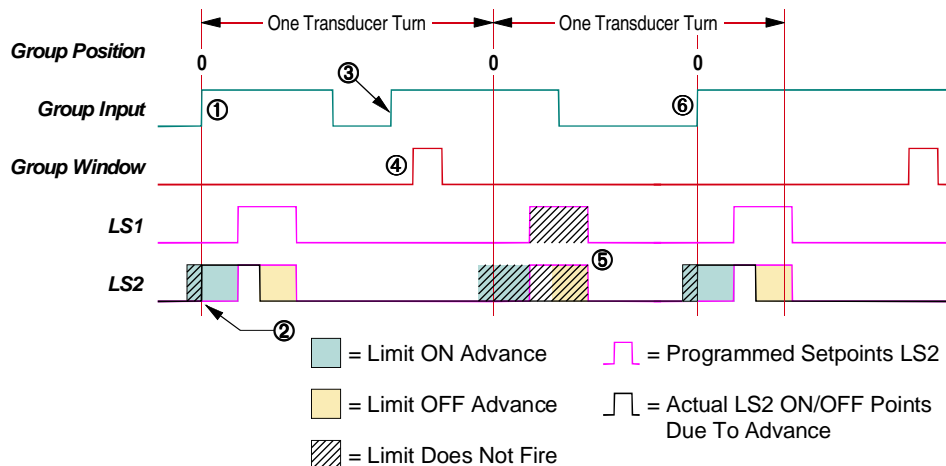 One Transducer Turn One Transducer Turn
Group Position 0 0 0
③
Group Input ① ⑥
Group Window ④
LS1
LS2 ⑤
②
= Limit ON Advance = Programmed Setpoints LS2
= Limit OFF Advance = Actual LS2 ON/OFF Points
Due To Advance
= Limit Does Not Fire